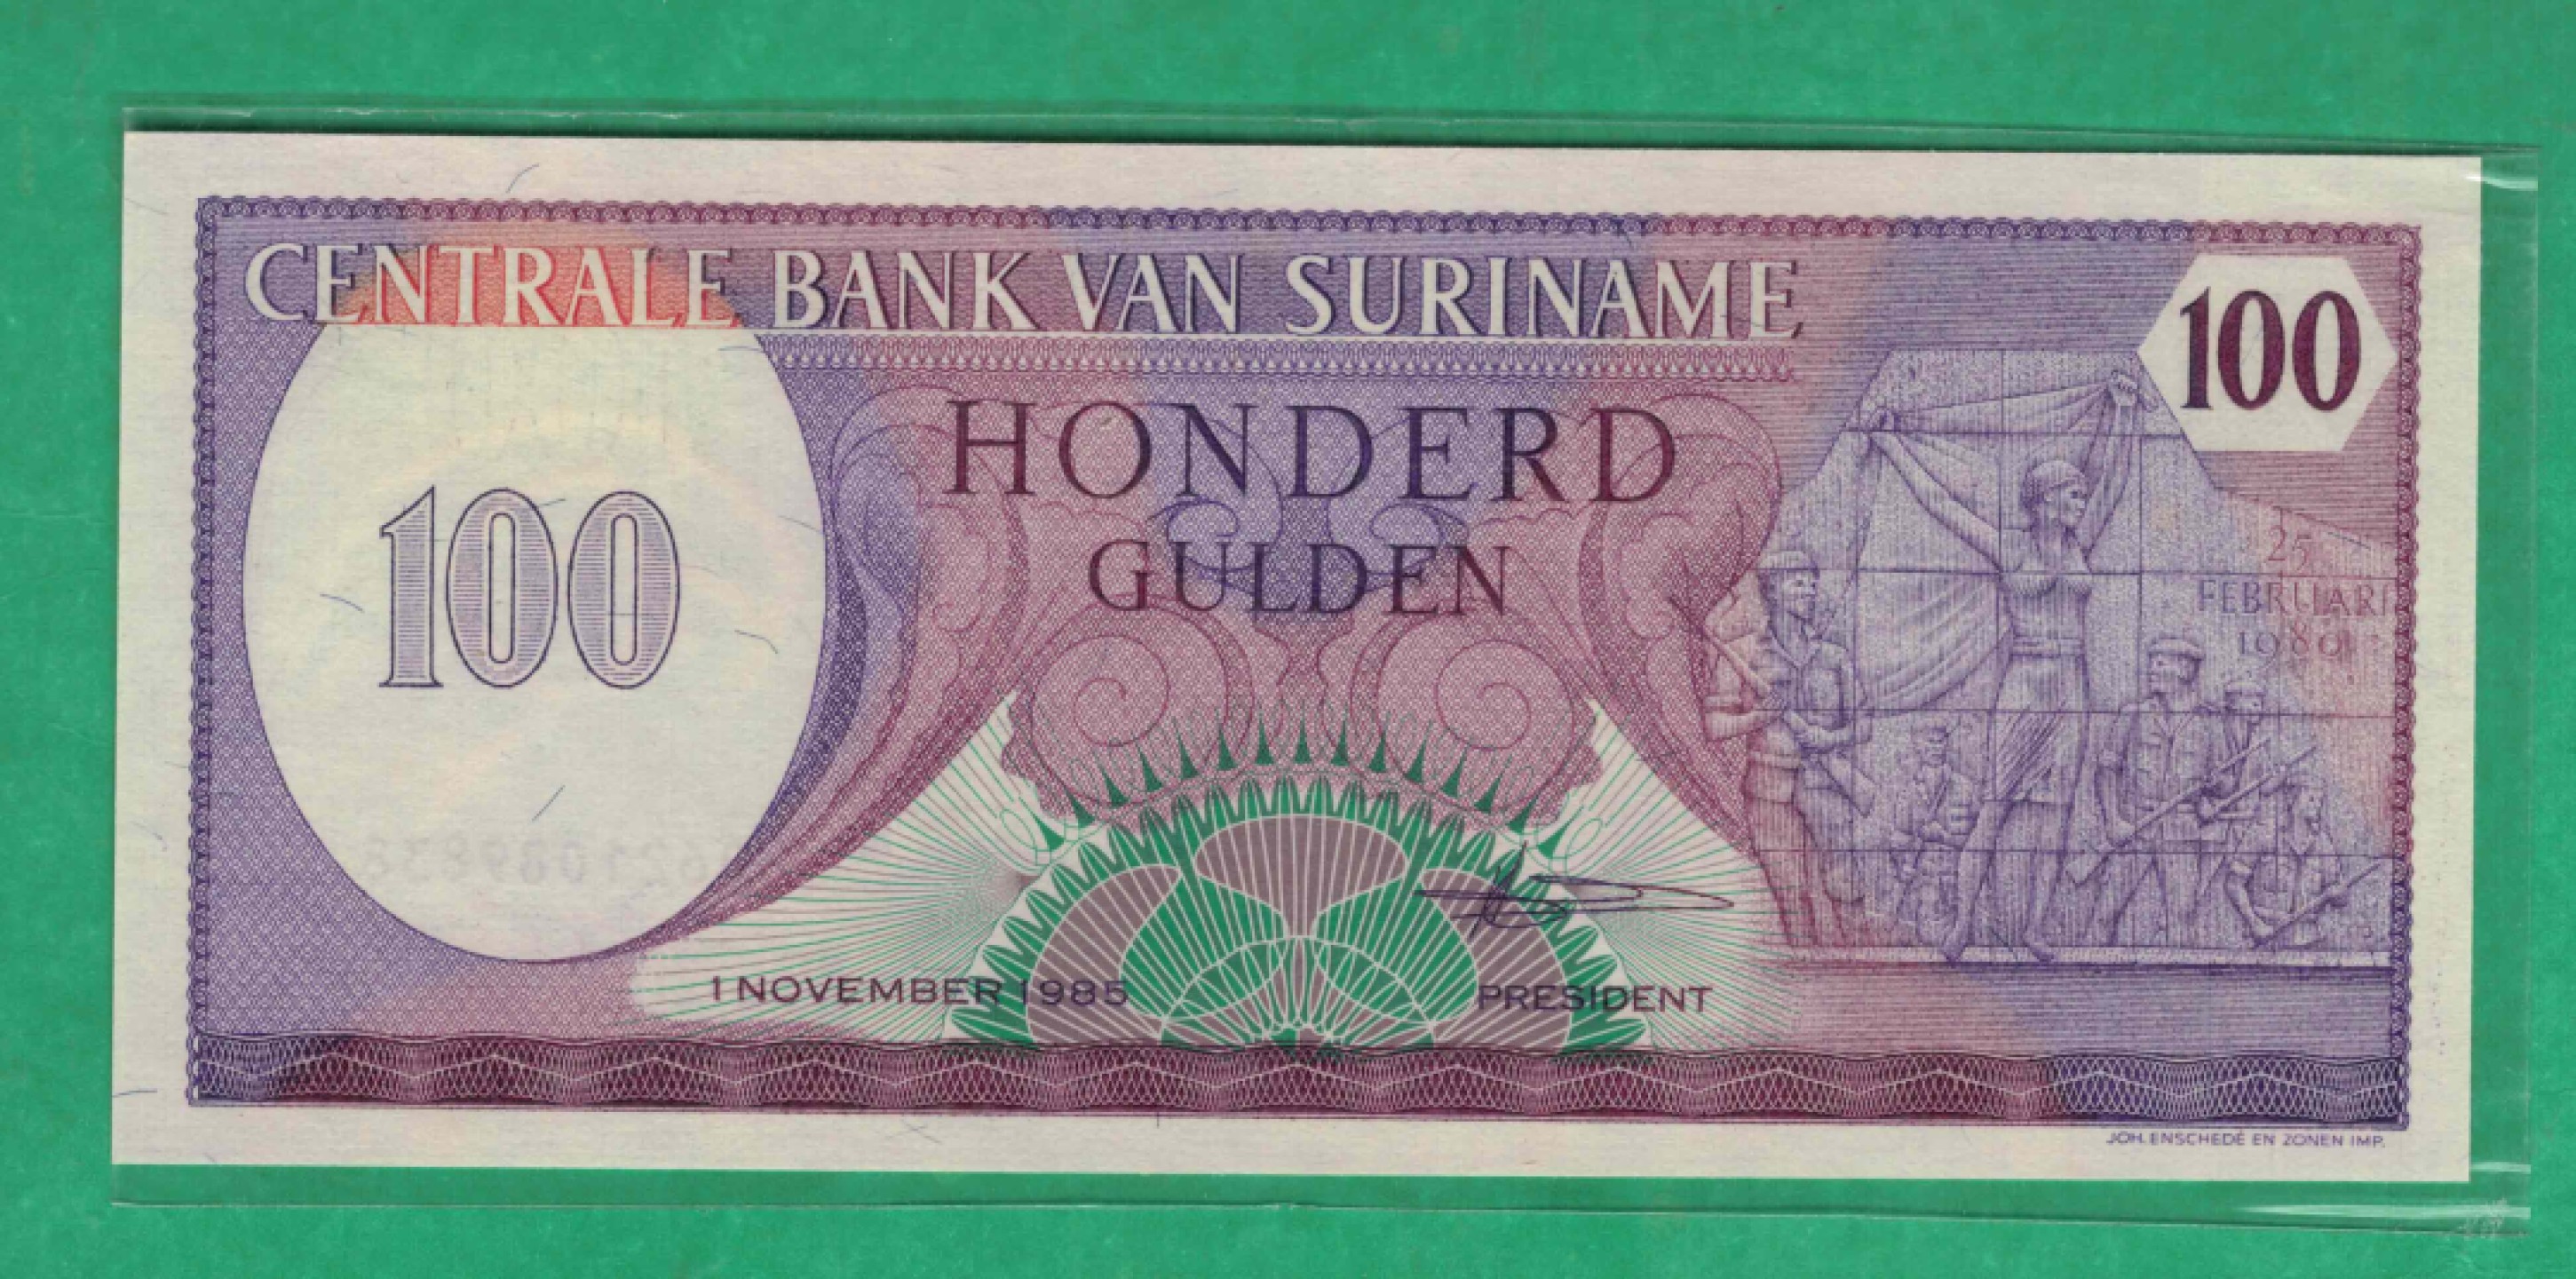 CENTRALE BANK VAN SURINAME
100
HONDERD
GULDEN
100
25
FEBRUARI
1980
1 NOVEMBER 1985
PRESIDENT
JOH. ENSCHEDÉ EN ZONEN IMP.